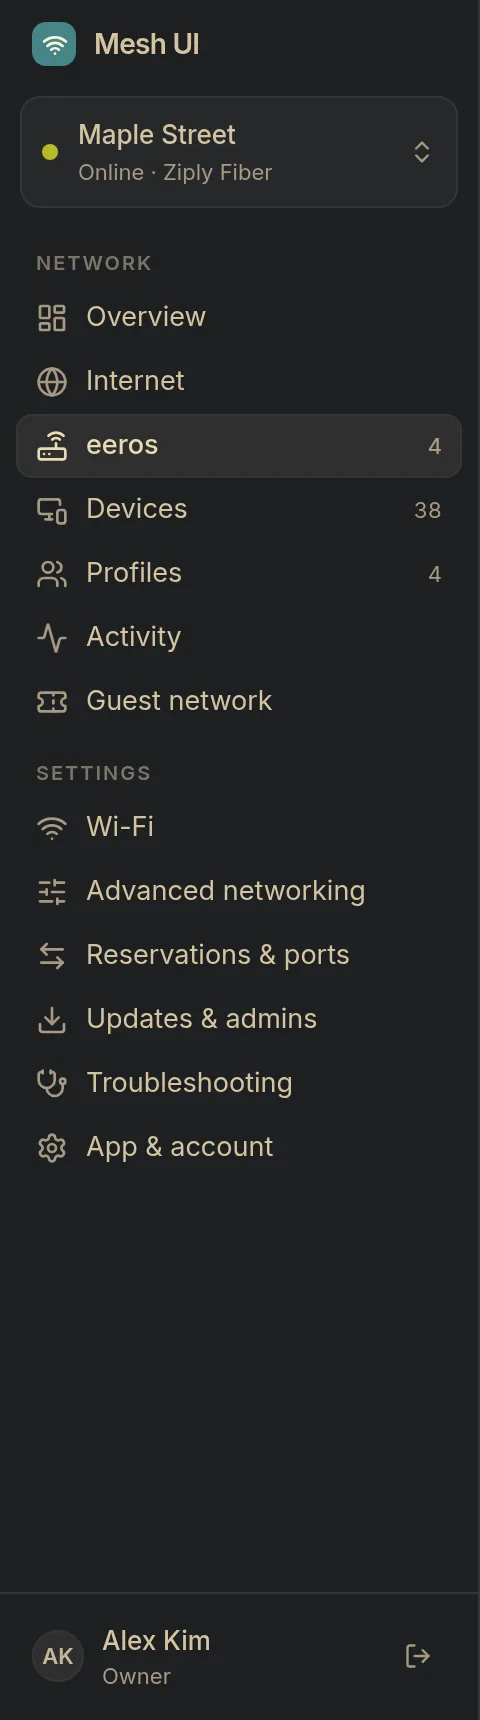 Mesh UI
Maple Street
Online · Ziply Fiber
NETWORK
Overview
Internet
eeros 4
Devices 38
Profiles 4
Activity
Guest network
SETTINGS
Wi-Fi
Advanced networking
Reservations & ports
Updates & admins
Troubleshooting
App & account
AK
Alex Kim
Owner